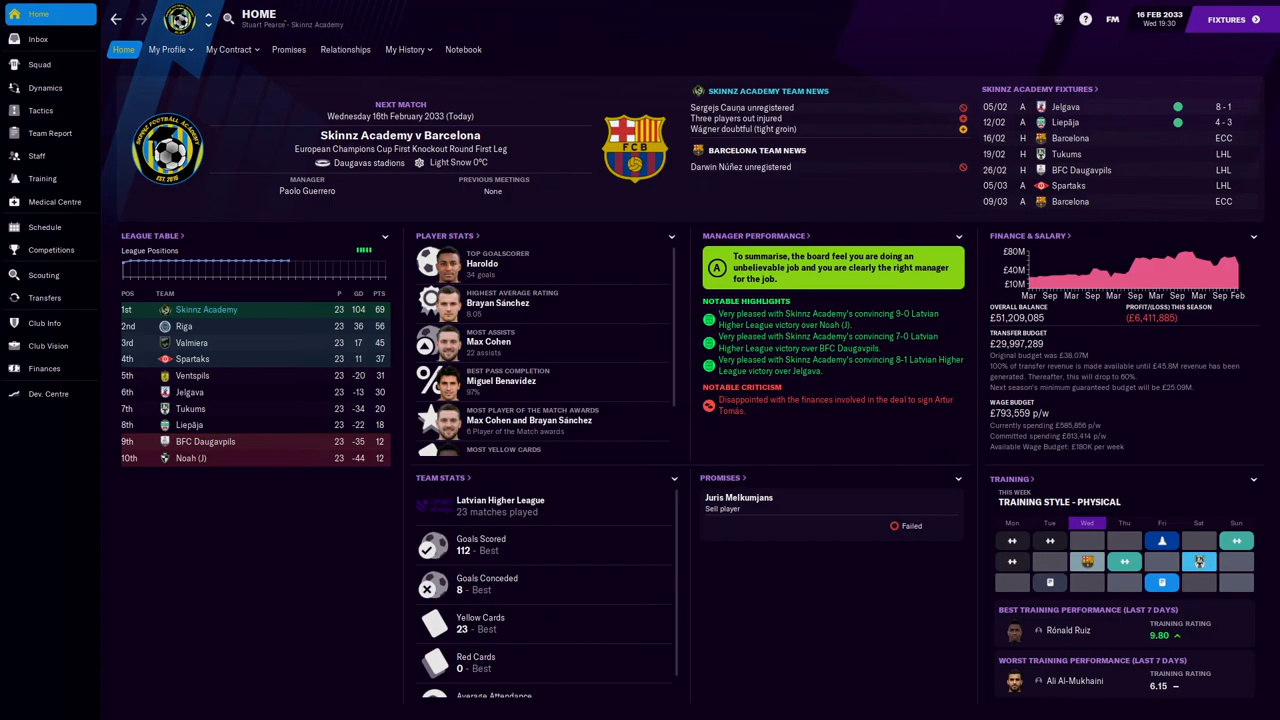 Home
HOME
Stuart Pearce - Skinnz Academy
FM
16 FEB 2033
Wed 19:30
FIXTURES
Inbox
Squad
Dynamics
Tactics
Team Report
Staff
Training
Medical Centre
Schedule
Competitions
Scouting
Transfers
Club Info
Club Vision
Finances
Dev. Centre
Home
My Profile
My Contract
Promises
Relationships
My History
Notebook
SKINNZ FOOTBALL ACADEMY
EST. 2016
NEXT MATCH
Wednesday 16th February 2033 (Today)
Skinnz Academy v Barcelona
European Champions Cup First Knockout Round First Leg
Daugavas stadions
Light Snow 0ºC
MANAGER
Paolo Guerrero
PREVIOUS MEETINGS
None
FCB
SKINNZ ACADEMY TEAM NEWS
Sergejs Cauņa unregistered
Three players out injured
Wágner doubtful (tight groin)
BARCELONA TEAM NEWS
Darwin Núñez unregistered
SKINNZ ACADEMY FIXTURES
05/02 A Jelgava 8 - 1
12/02 A Liepāja 4 - 3
16/02 H Barcelona ECC
19/02 H Tukums LHL
26/02 H BFC Daugavpils LHL
05/03 A Spartaks LHL
09/03 A Barcelona ECC
LEAGUE TABLE
League Positions
POS TEAM P GD PTS
1st Skinnz Academy 23 104 69
2nd Riga 23 36 56
3rd Valmiera 23 17 45
4th Spartaks 23 11 37
5th Ventspils 23 -20 31
6th Jelgava 23 -13 30
7th Tukums 23 -34 20
8th Liepāja 23 -22 18
9th BFC Daugavpils 23 -35 12
10th Noah (J) 23 -44 12
PLAYER STATS
TOP GOALSCORER
Haroldo
34 goals
HIGHEST AVERAGE RATING
Brayan Sánchez
8.05
MOST ASSISTS
Max Cohen
22 assists
BEST PASS COMPLETION
Miguel Benavídez
97%
MOST PLAYER OF THE MATCH AWARDS
Max Cohen and Brayan Sánchez
6 Player of the Match awards
MOST YELLOW CARDS
TEAM STATS
Latvian Higher League
23 matches played
Goals Scored
112 - Best
Goals Conceded
8 - Best
Yellow Cards
23 - Best
Red Cards
0 - Best
Average Attendance
MANAGER PERFORMANCE
A
To summarise, the board feel you are doing an
unbelievable job and you are clearly the right manager
for the job.
NOTABLE HIGHLIGHTS
Very pleased with Skinnz Academy's convincing 9-0 Latvian
Higher League victory over Noah (J).
Very pleased with Skinnz Academy's convincing 7-0 Latvian
Higher League victory over BFC Daugavpils.
Very pleased with Skinnz Academy's convincing 8-1 Latvian Higher
League victory over Jelgava.
NOTABLE CRITICISM
Disappointed with the finances involved in the deal to sign Artur
Tomás.
PROMISES
Juris Melkumjans
Sell player
Failed
FINANCE & SALARY
£80M
£40M
£10M
Mar Sep Mar Sep Mar Sep Mar Sep Mar Sep Mar Sep Feb
OVERALL BALANCE
£51,209,085
PROFIT/LOSS THIS SEASON
(£6,411,885)
TRANSFER BUDGET
£29,997,289
Original budget was £38.07M
100% of transfer revenue is made available until £45.8M revenue has been
generated. Thereafter, this will drop to 60%.
Next season's minimum guaranteed budget will be £25.09M.
WAGE BUDGET
£793,559 p/w
Currently spending £585,856 p/w
Committed spending £613,414 p/w
Available Wage Budget: £180K per week
TRAINING
THIS WEEK
TRAINING STYLE - PHYSICAL
Mon Tue Wed Thu Fri Sat Sun
BEST TRAINING PERFORMANCE (LAST 7 DAYS)
Rónald Ruiz
TRAINING RATING
9.80
WORST TRAINING PERFORMANCE (LAST 7 DAYS)
Ali Al-Mukhaini
TRAINING RATING
6.15